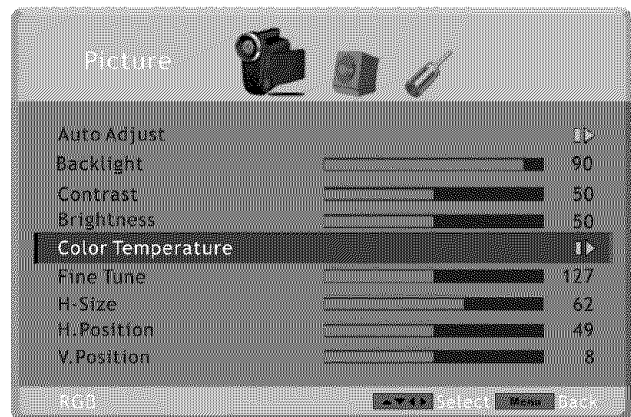 Picture
Auto Adjust
Backlight 90
Contrast 50
Brightness 50
Color Temperature
Fine Tune 127
H-Size 62
H.Position 49
V.Position 8
RGB Select Menu Back